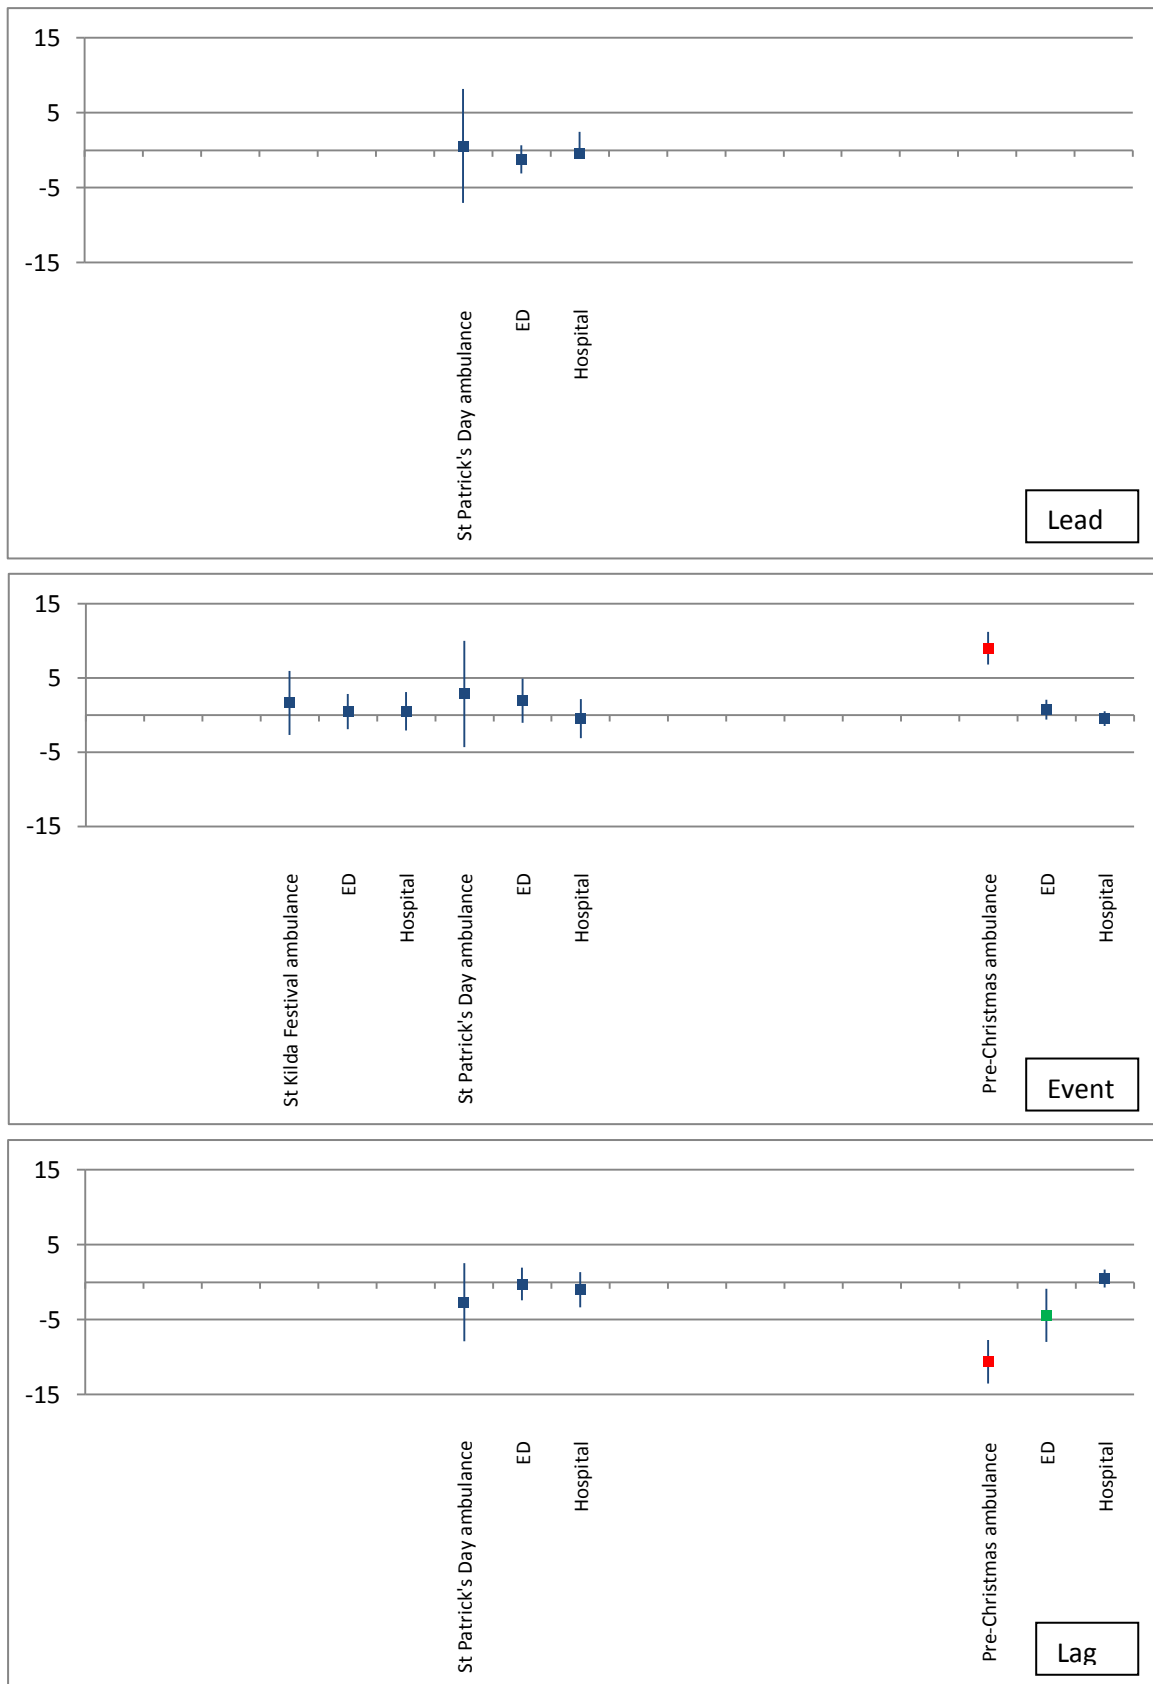 15
5
-5
-15
St Patrick's Day ambulance
ED
Hospital
Lead
15
5
-5
-15
St Kilda Festival ambulance
ED
Hospital
St Patrick's Day ambulance
ED
Hospital
Pre-Christmas ambulance
ED
Hospital
Event
15
5
-5
-15
St Patrick's Day ambulance
ED
Hospital
Pre-Christmas ambulance
ED
Hospital
Lag